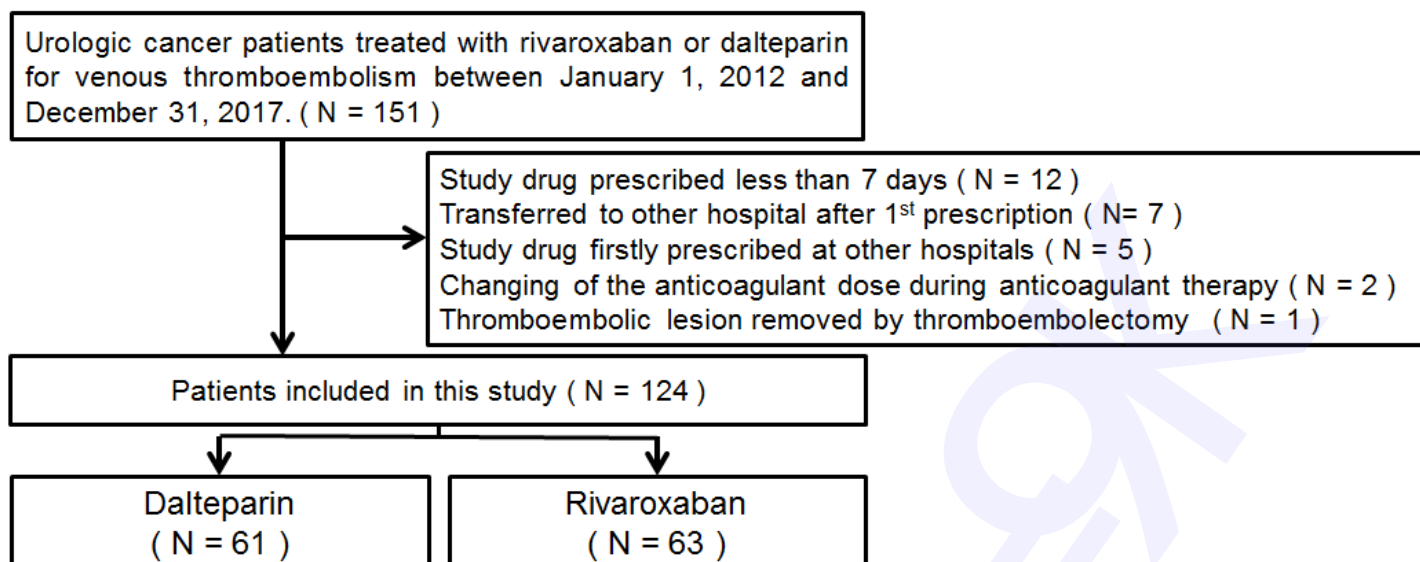 Urologic cancer patients treated with rivaroxaban or dalteparin
for venous thromboembolism between January 1, 2012 and
December 31, 2017. ( N = 151 )
Study drug prescribed less than 7 days ( N = 12 )
Transferred to other hospital after 1st prescription ( N= 7 )
Study drug firstly prescribed at other hospitals ( N = 5 )
Changing of the anticoagulant dose during anticoagulant therapy ( N = 2 )
Thromboembolic lesion removed by thromboembolectomy ( N = 1 )
Patients included in this study ( N = 124 )
Dalteparin
( N = 61 )
Rivaroxaban
( N = 63 )